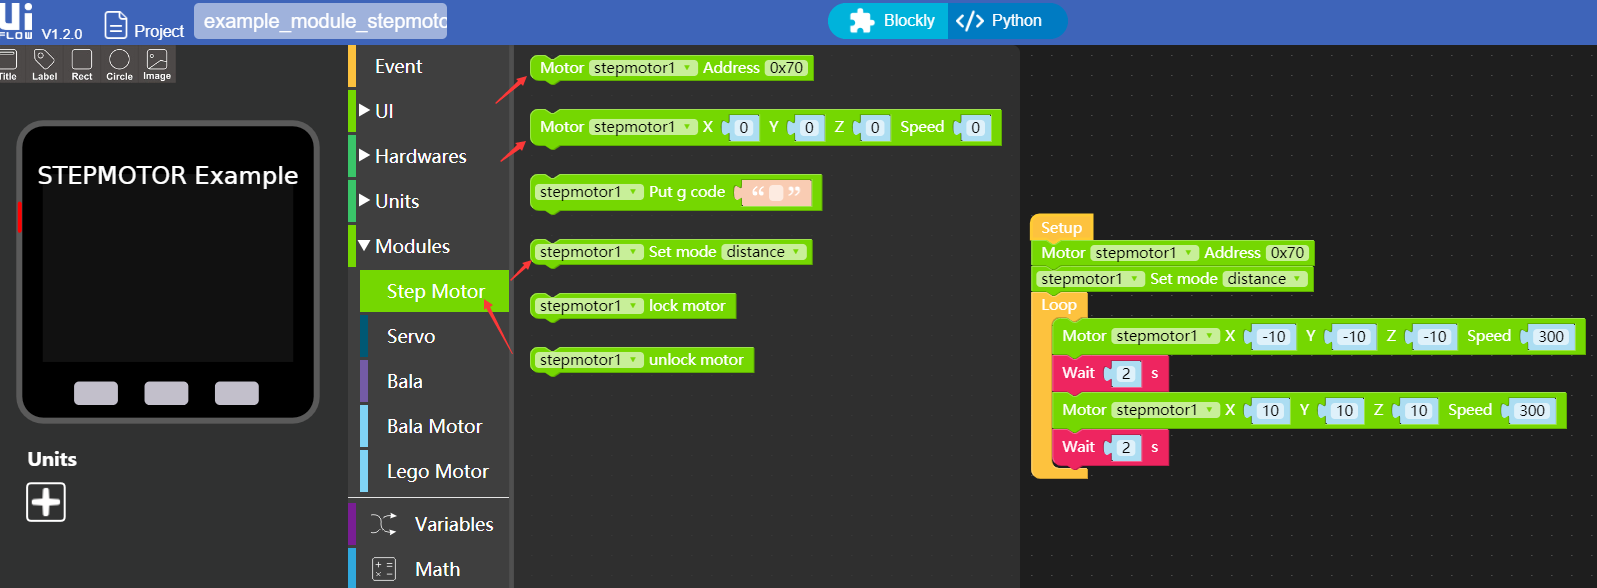 Ui
FLOW V1.2.0
Project
example_module_stepmoto
Blockly
</> Python
Title Label Rect Circle Image
STEPMOTOR Example
Units
Event
UI
Hardwares
Units
Modules
Step Motor
Servo
Bala
Bala Motor
Lego Motor
Variables
Math
Motor stepmotor1 Address 0x70
Motor stepmotor1 X 0 Y 0 Z 0 Speed 0
stepmotor1 Put g code “ ”
stepmotor1 Set mode distance
stepmotor1 lock motor
stepmotor1 unlock motor
Setup
Motor stepmotor1 Address 0x70
stepmotor1 Set mode distance
Loop
Motor stepmotor1 X -10 Y -10 Z -10 Speed 300
Wait 2 s
Motor stepmotor1 X 10 Y 10 Z 10 Speed 300
Wait 2 s